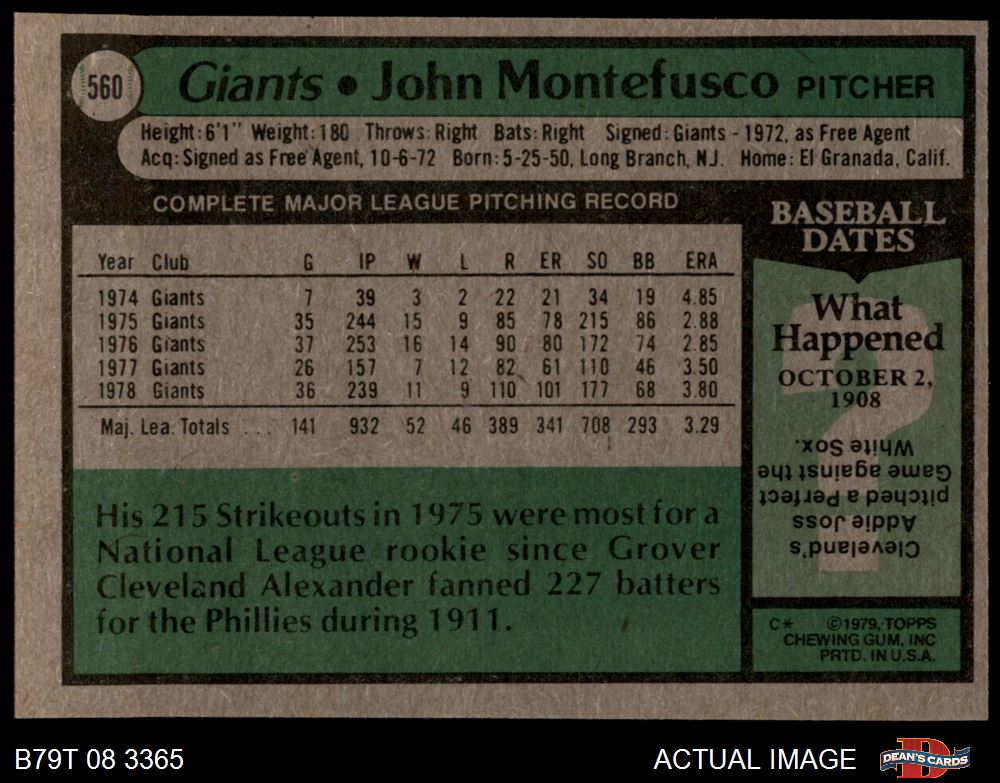 560
Giants • John Montefusco PITCHER
Height: 6'1" Weight: 180 Throws: Right Bats: Right Signed: Giants - 1972, as Free Agent
Acq: Signed as Free Agent, 10-6-72 Born: 5-25-50, Long Branch, N.J. Home: El Granada, Calif.
COMPLETE MAJOR LEAGUE PITCHING RECORD
Year Club G IP W L R ER SO BB ERA
1974 Giants 7 39 3 2 22 21 34 19 4.85
1975 Giants 35 244 15 9 85 78 215 86 2.88
1976 Giants 37 253 16 14 90 80 172 74 2.85
1977 Giants 26 157 7 12 82 61 110 46 3.50
1978 Giants 36 239 11 9 110 101 177 68 3.80
Maj. Lea. Totals ... 141 932 52 46 389 341 708 293 3.29
His 215 Strikeouts in 1975 were most for a
National League rookie since Grover
Cleveland Alexander fanned 227 batters
for the Phillies during 1911.
BASEBALL
DATES
What
Happened
OCTOBER 2,
1908
Cleveland's
Addie Joss
pitched a Perfect
Game against the
White Sox.
C* ©1979, TOPPS
CHEWING GUM, INC
PRTD. IN U.S.A.
B79T 08 3365
ACTUAL IMAGE
DEAN'S CARDS